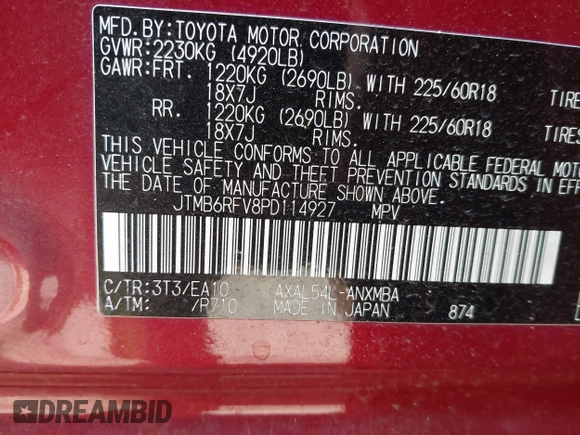 MFD.BY:TOYOTA MOTOR CORPORATION
GVWR:2230KG (4920LB)
GAWR:FRT. 1220KG (2690LB) WITH 225/60R18 TIRE
18X7J RIMS.
RR. 1220KG (2690LB) WITH 225/60R18 TIRES
18X7J RIMS.
THIS VEHICLE CONFORMS TO ALL APPLICABLE FEDERAL MOTO
VEHICLE SAFETY AND THEFT PREVENTION STANDARDS IN EFFE
THE DATE OF MANUFACTURE SHOWN ABOVE.
JTMB6RFV8PD114927 MPV
C/TR:3T3/EA10 AXAL54L-ANXMBA
A/TM: /P710 MADE IN JAPAN 874
DREAMBID